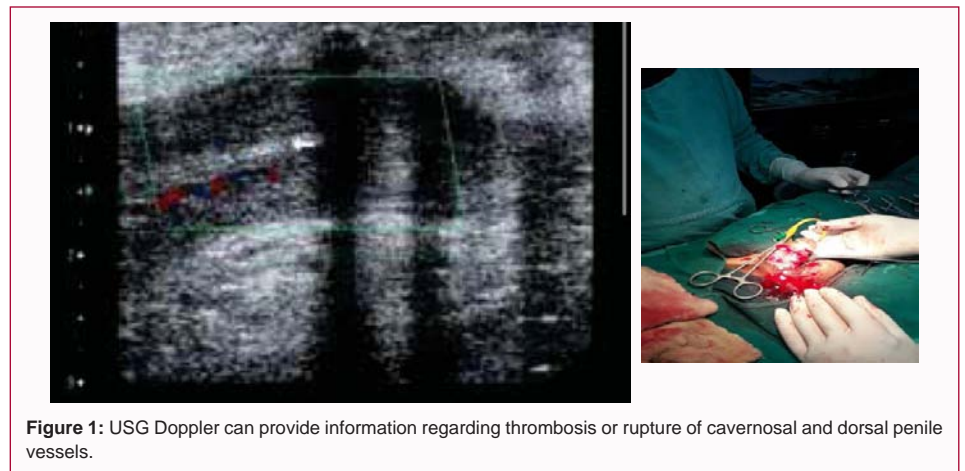 Figure 1: USG Doppler can provide information regarding thrombosis or rupture of cavernosal and dorsal penile
vessels.